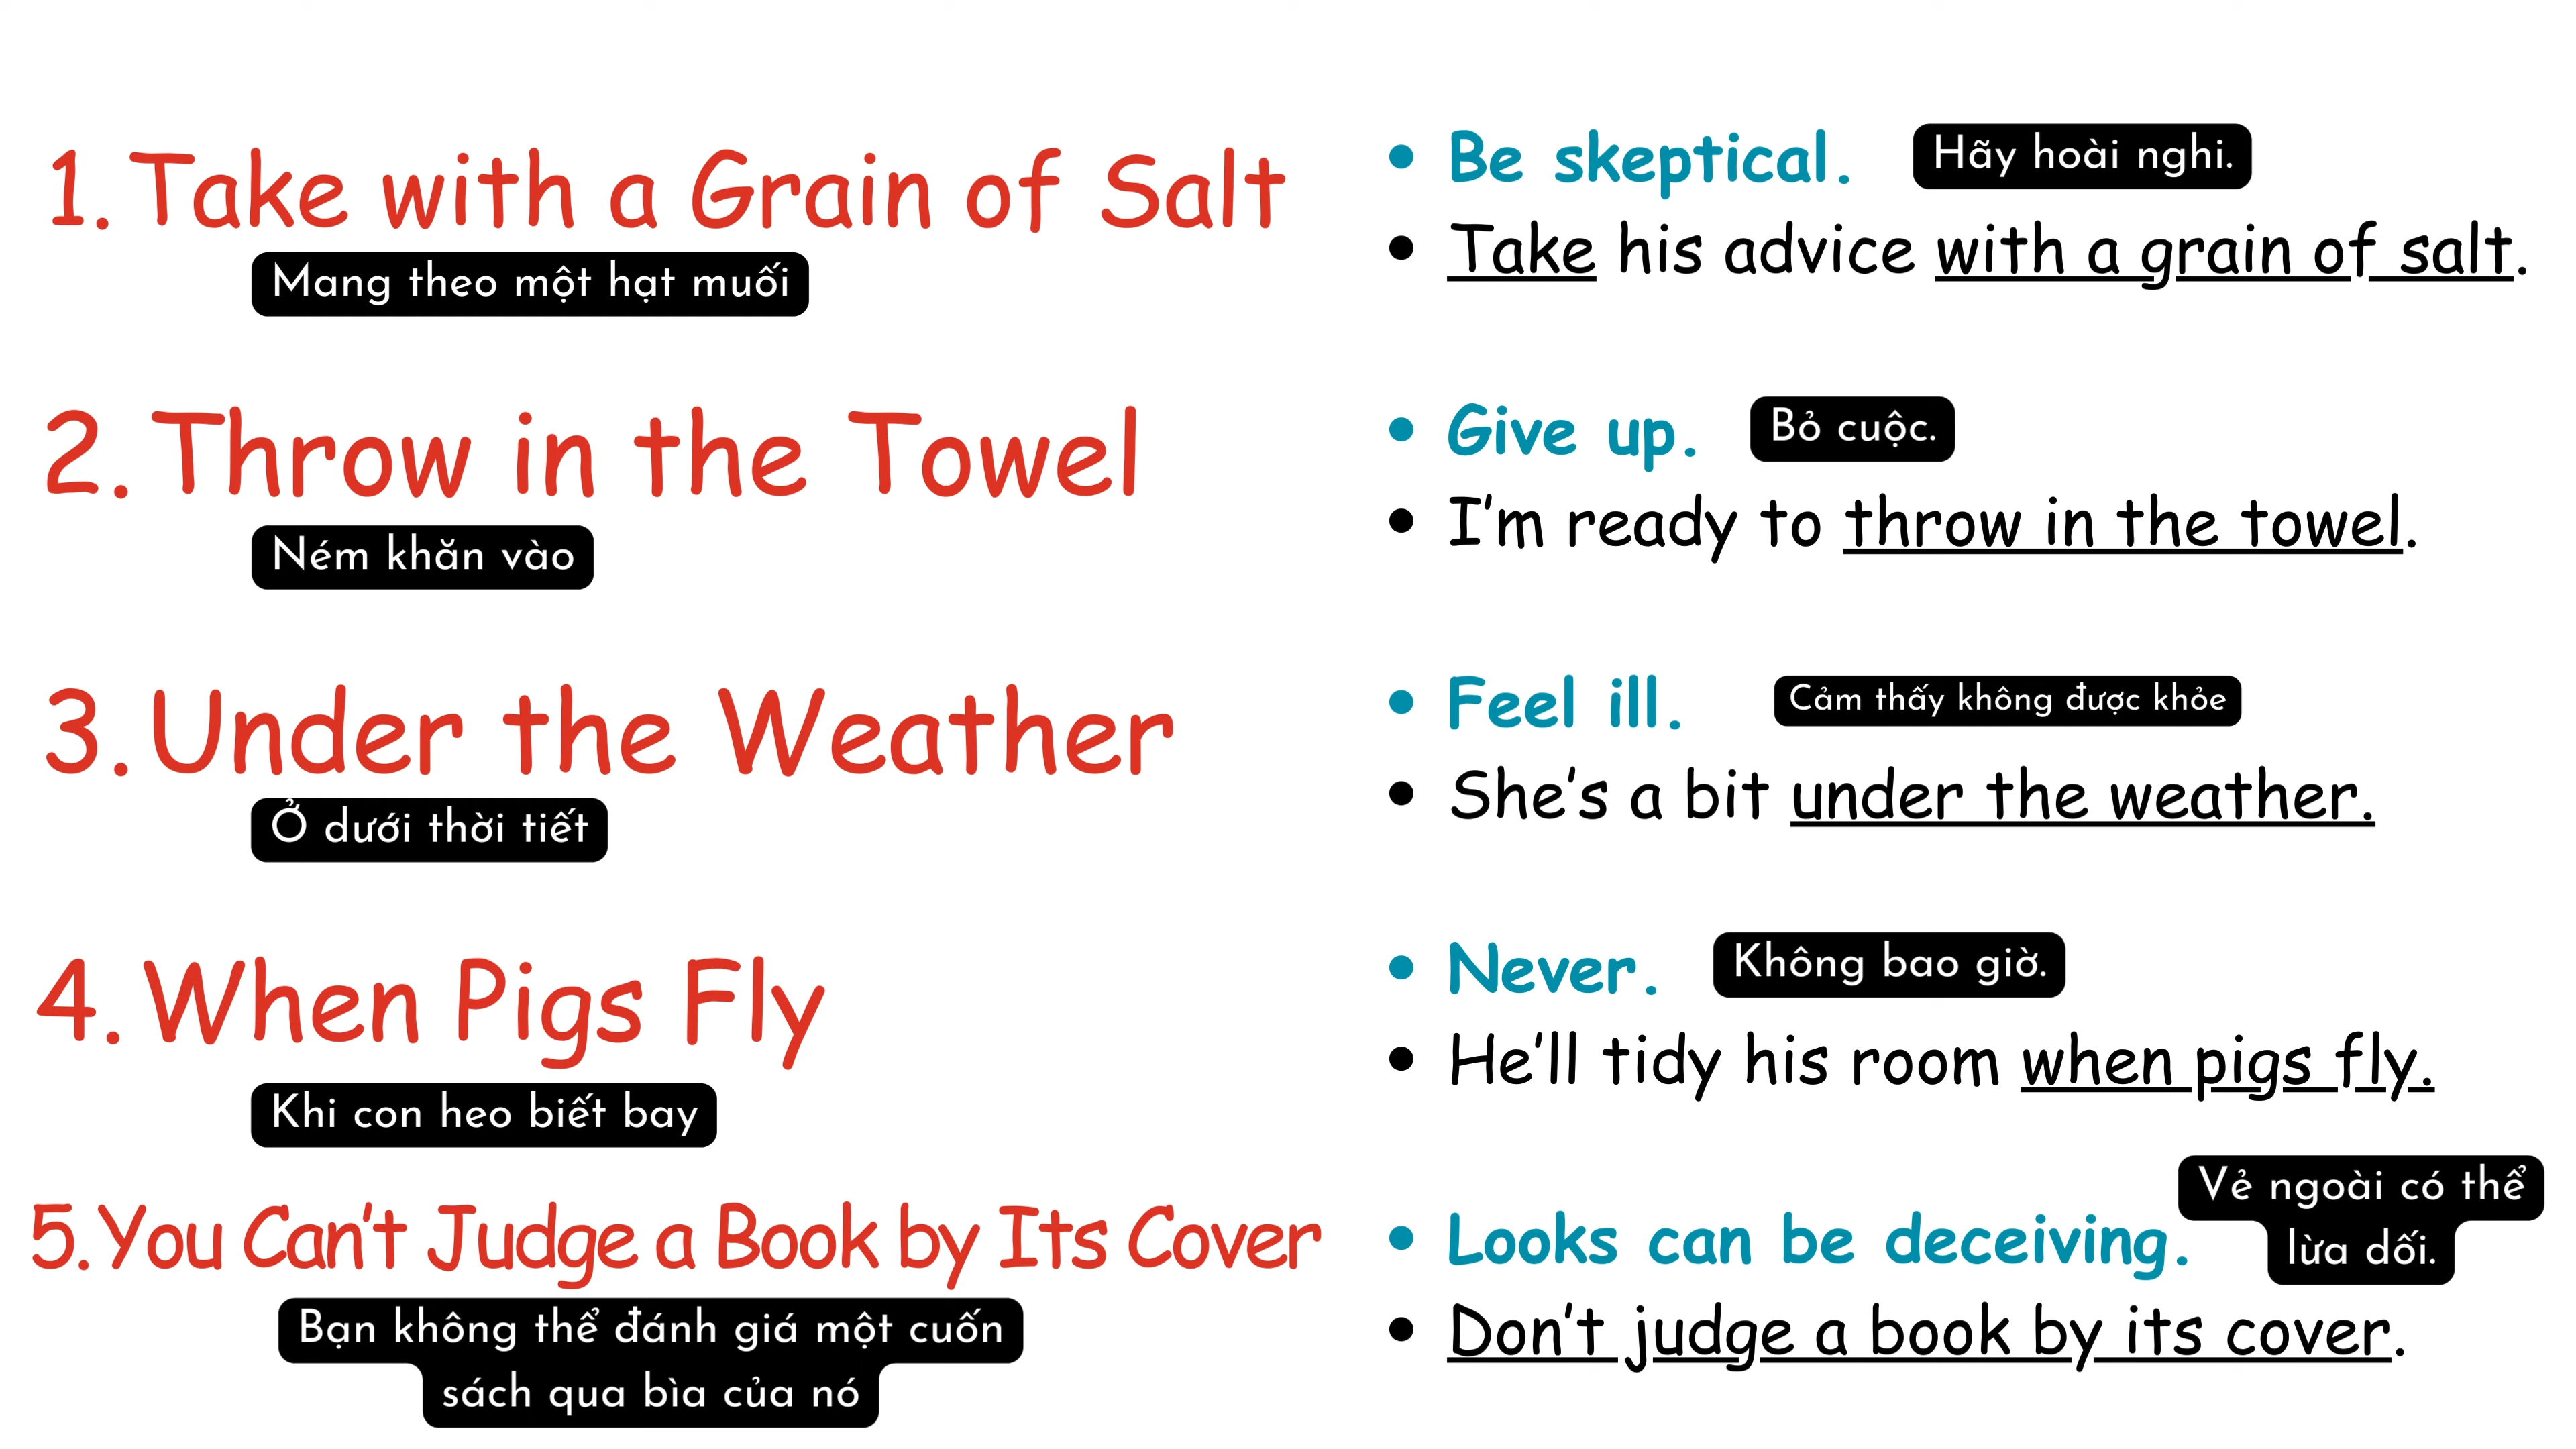 1. Take with a Grain of Salt
Mang theo một hạt muối
• Be skeptical.
Hãy hoài nghi.
• Take his advice with a grain of salt.
2. Throw in the Towel
Ném khăn vào
• Give up.
Bỏ cuộc.
• I'm ready to throw in the towel.
3. Under the Weather
Ở dưới thời tiết
• Feel ill.
Cảm thấy không được khỏe
• She's a bit under the weather.
4. When Pigs Fly
Khi con heo biết bay
• Never.
Không bao giờ.
• He'll tidy his room when pigs fly.
5. You Can't Judge a Book by Its Cover
Bạn không thể đánh giá một cuốn
sách qua bìa của nó
• Looks can be deceiving.
Vẻ ngoài có thể
lừa dối.
• Don't judge a book by its cover.